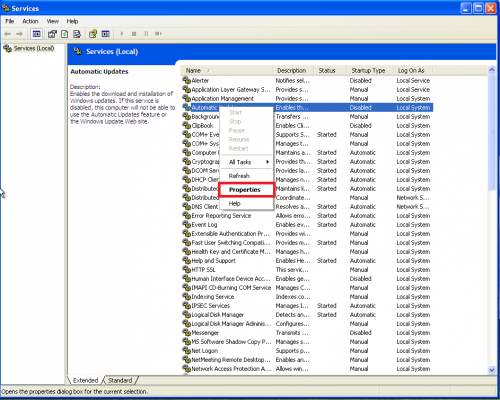 Services
File Action View Help
Services (Local)
Services (Local)
Automatic Updates
Description:
Enables the download and installation of
Windows updates. If this service is
disabled, this computer will not be able to
use the Automatic Updates feature or
the Windows Update Web site.
Name Description Status Startup Type Log On As
Alerter Notifies sel... Disabled Local Service
Application Layer Gateway S... Provides s... Manual Local Service
Application Management Provides s... Manual Local System
Automatic Enables th... Disabled Local System
Background Transfers ... Manual Local System
ClipBook Enables Cli... Disabled Local System
COM+ Event Supports S... Started Manual Local System
COM+ Syst Manages t... Manual Local System
Computer B Maintains a... Started Automatic Local System
Cryptograp Provides th... Started Automatic Local System
DCOM Serv Provides la... Started Automatic Local System
DHCP Client Manages n... Started Automatic Local System
Distributed Maintains li... Started Automatic Local System
Distributed Coordinate... Manual Network S...
DNS Client Resolves a... Started Automatic Network S...
Error Reporting Service Allows erro... Started Automatic Local System
Event Log Enables ev... Started Automatic Local System
Extensible Authentication Pr... Provides wi... Manual Local System
Fast User Switching Compati... Provides m... Started Manual Local System
Health Key and Certificate M... Manages h... Manual Local System
Help and Support Enables He... Started Automatic Local System
HTTP SSL This servic... Manual Local System
Human Interface Device Acc... Enables ge... Disabled Local System
IMAPI CD-Burning COM Service Manages C... Manual Local System
Indexing Service Indexes co... Manual Local System
IPSEC Services Manages I... Started Automatic Local System
Logical Disk Manager Detects an... Started Automatic Local System
Logical Disk Manager Adminis... Configures... Manual Local System
Messenger Transmits ... Disabled Local System
MS Software Shadow Copy P... Manages s... Manual Local System
Net Logon Supports p... Manual Local System
NetMeeting Remote Desktop... Enables an... Manual Local System
Network Access Protection A... Allows win... Manual Local System
Start
Stop
Pause
Resume
Restart
All Tasks
Refresh
Properties
Help
Extended Standard
Opens the properties dialog box for the current selection.